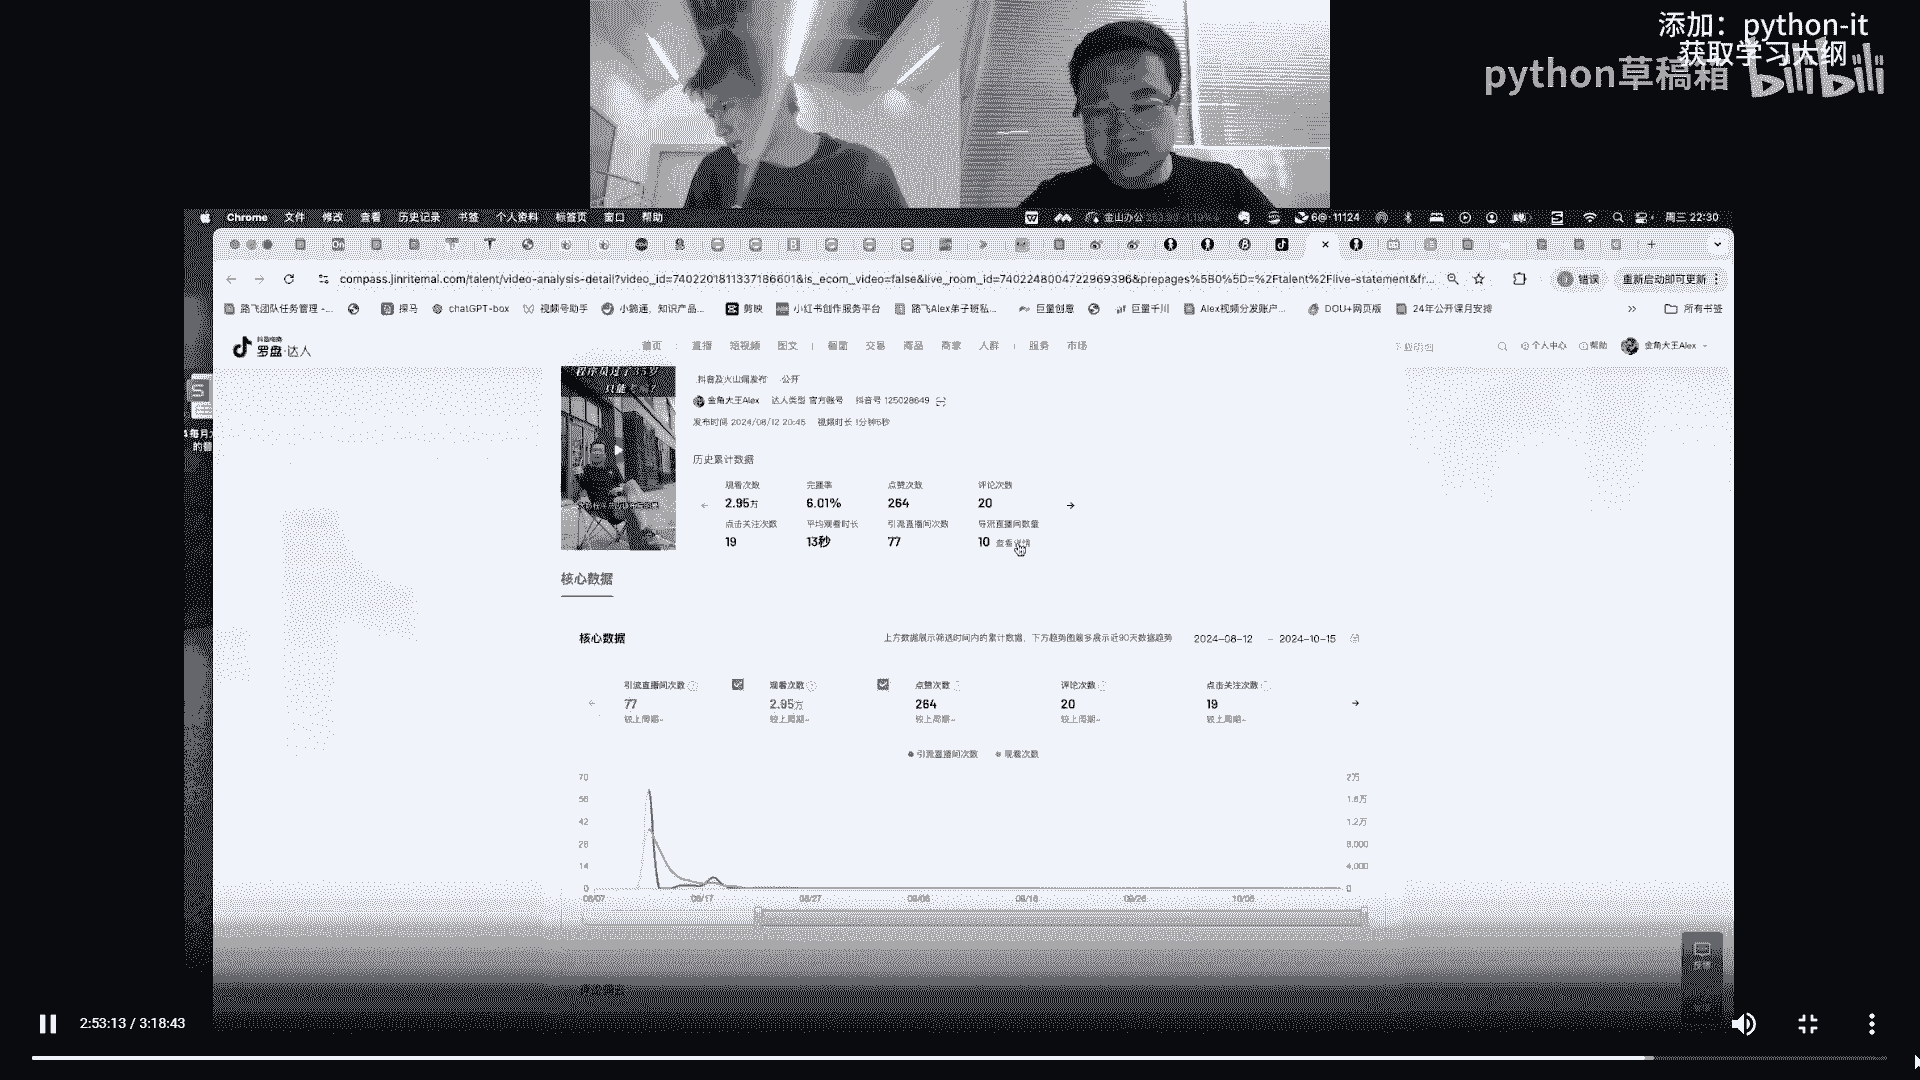 添加：python-it
获取学习大纲
python草稿箱 bilibili
Chrome 文件 修改 查看 历史记录 书签 个人资料 标签页 窗口 帮助
金山办公
6@·11124
周三 22:30
compass.jinritemai.com/talent/video-analysis-detail?video_id=7402201811337186601&is_ecom_video=false&live_room_id=7402248004722969396&prepages%5B0%5D=%2Ftalent%2Flive-statement&fr...
错误 重新启动即可更新
路飞团队任务管理 -... 探马 chatGPT-box 视频号助手 小鹅通，知识产品... 剪映 小红书创作服务平台 路飞Alex弟子班私... 巨量创意 巨量千川 Alex视频分发账户... DOU+网页版 24年公开课月安排 所有书签
抖音电商
罗盘·达人
首页 直播 短视频 图文 橱窗 交易 商品 商家 人群 服务 市场
个人中心 帮助 金角大王Alex
程序员过了35岁
只能
抖音及火山端发布 公开
金角大王Alex 达人类型 官方账号 抖音号 125028649
发布时间 2024/08/12 20:45 视频时长 1分钟5秒
历史累计数据
观看次数 完播率 点赞次数 评论次数
2.95万 6.01% 264 20
点击关注次数 平均观看时长 引流直播间次数 导流直播间数量
19 13秒 77 10 查看详情
核心数据
核心数据
上方数据展示筛选时间内的累计数据，下方趋势图最多展示近90天数据趋势 2024-08-12 - 2024-10-15
引流直播间次数 观看次数 点赞次数 评论次数 点击关注次数
77 2.95万 264 20 19
较上周期- 较上周期- 较上周期- 较上周期- 较上周期-
引流直播间次数 观看次数
70 2万
56 1.6万
42 1.2万
28 8,000
14 4,000
0 0
08/07 08/17 08/27 09/06 09/16 09/26 10/06
2:53:13 / 3:18:43